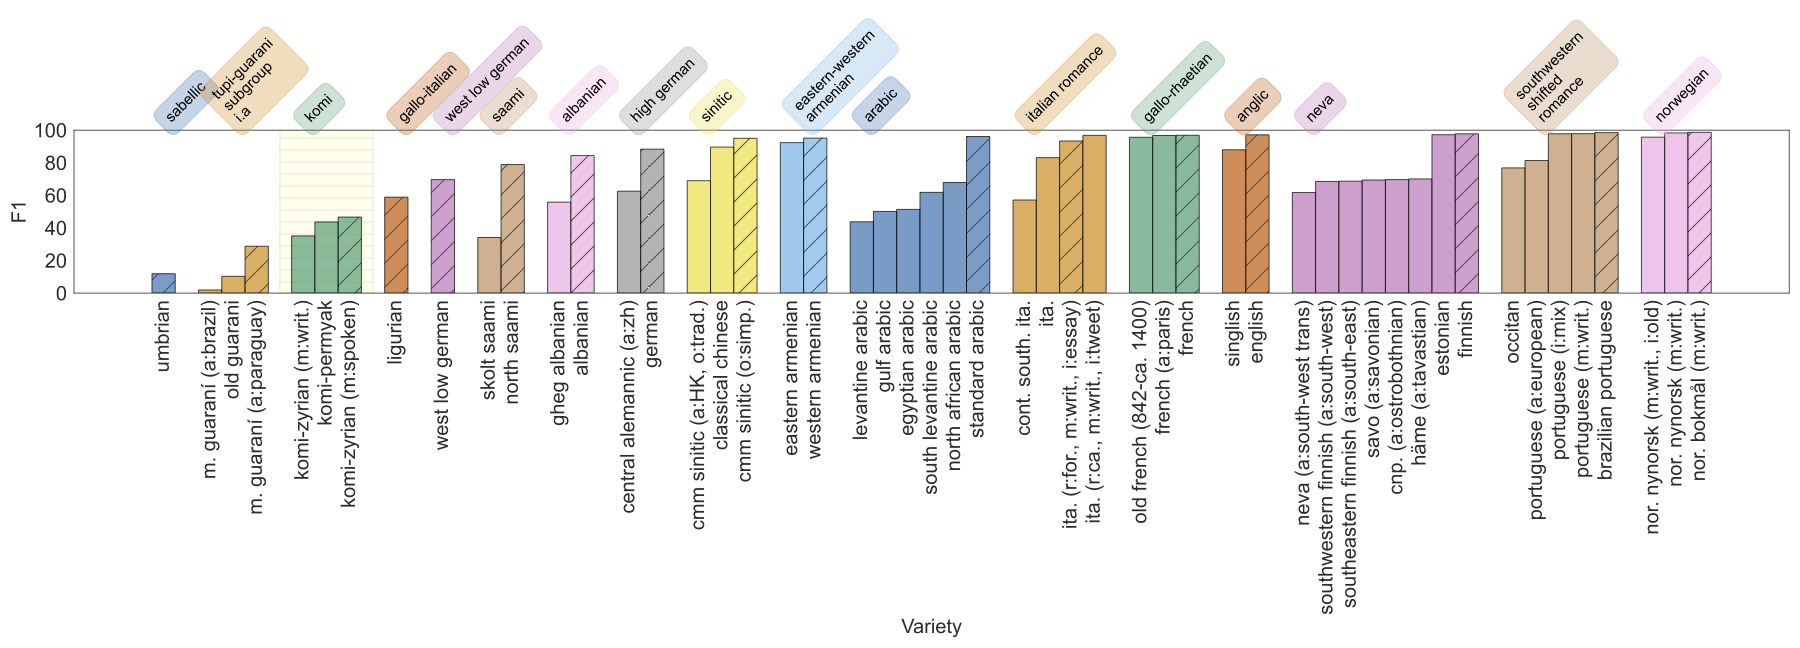 sabellic
tupi-guarani
subgroup
i.a
komi
gallo-italian
west low german
saami
albanian
high german
sinitic
eastern-western
armenian
arabic
italian romance
gallo-rhaetian
anglic
neva
southwestern
shifted
romance
norwegian
100
80
60
40
20
0
F1
umbrian
m. guaraní (a:brazil)
old guarani
m. guaraní (a:paraguay)
komi-zyrian (m:writ.)
komi-permyak
komi-zyrian (m:spoken)
ligurian
west low german
skolt saami
north saami
gheg albanian
albanian
central alemannic (a:zh)
german
cmm sinitic (a:HK, o:trad.)
classical chinese
cmm sinitic (o:simp.)
eastern armenian
western armenian
levantine arabic
gulf arabic
egyptian arabic
south levantine arabic
north african arabic
standard arabic
cont. south. ita.
ita.
ita. (r:for., m:writ., i:essay)
ita. (r:ca., m:writ., i:tweet)
old french (842-ca. 1400)
french (a:paris)
french
singlish
english
neva (a:south-west trans)
southwestern finnish (a:south-west)
southeastern finnish (a:south-east)
savo (a:savonian)
cnp. (a:ostrobothnian)
häme (a:tavastian)
estonian
finnish
occitan
portuguese (a:european)
portuguese (i:mix)
portuguese (m:writ.)
brazilian portuguese
nor. nynorsk (m:writ., i:old)
nor. nynorsk (m:writ.)
nor. bokmål (m:writ.)
Variety